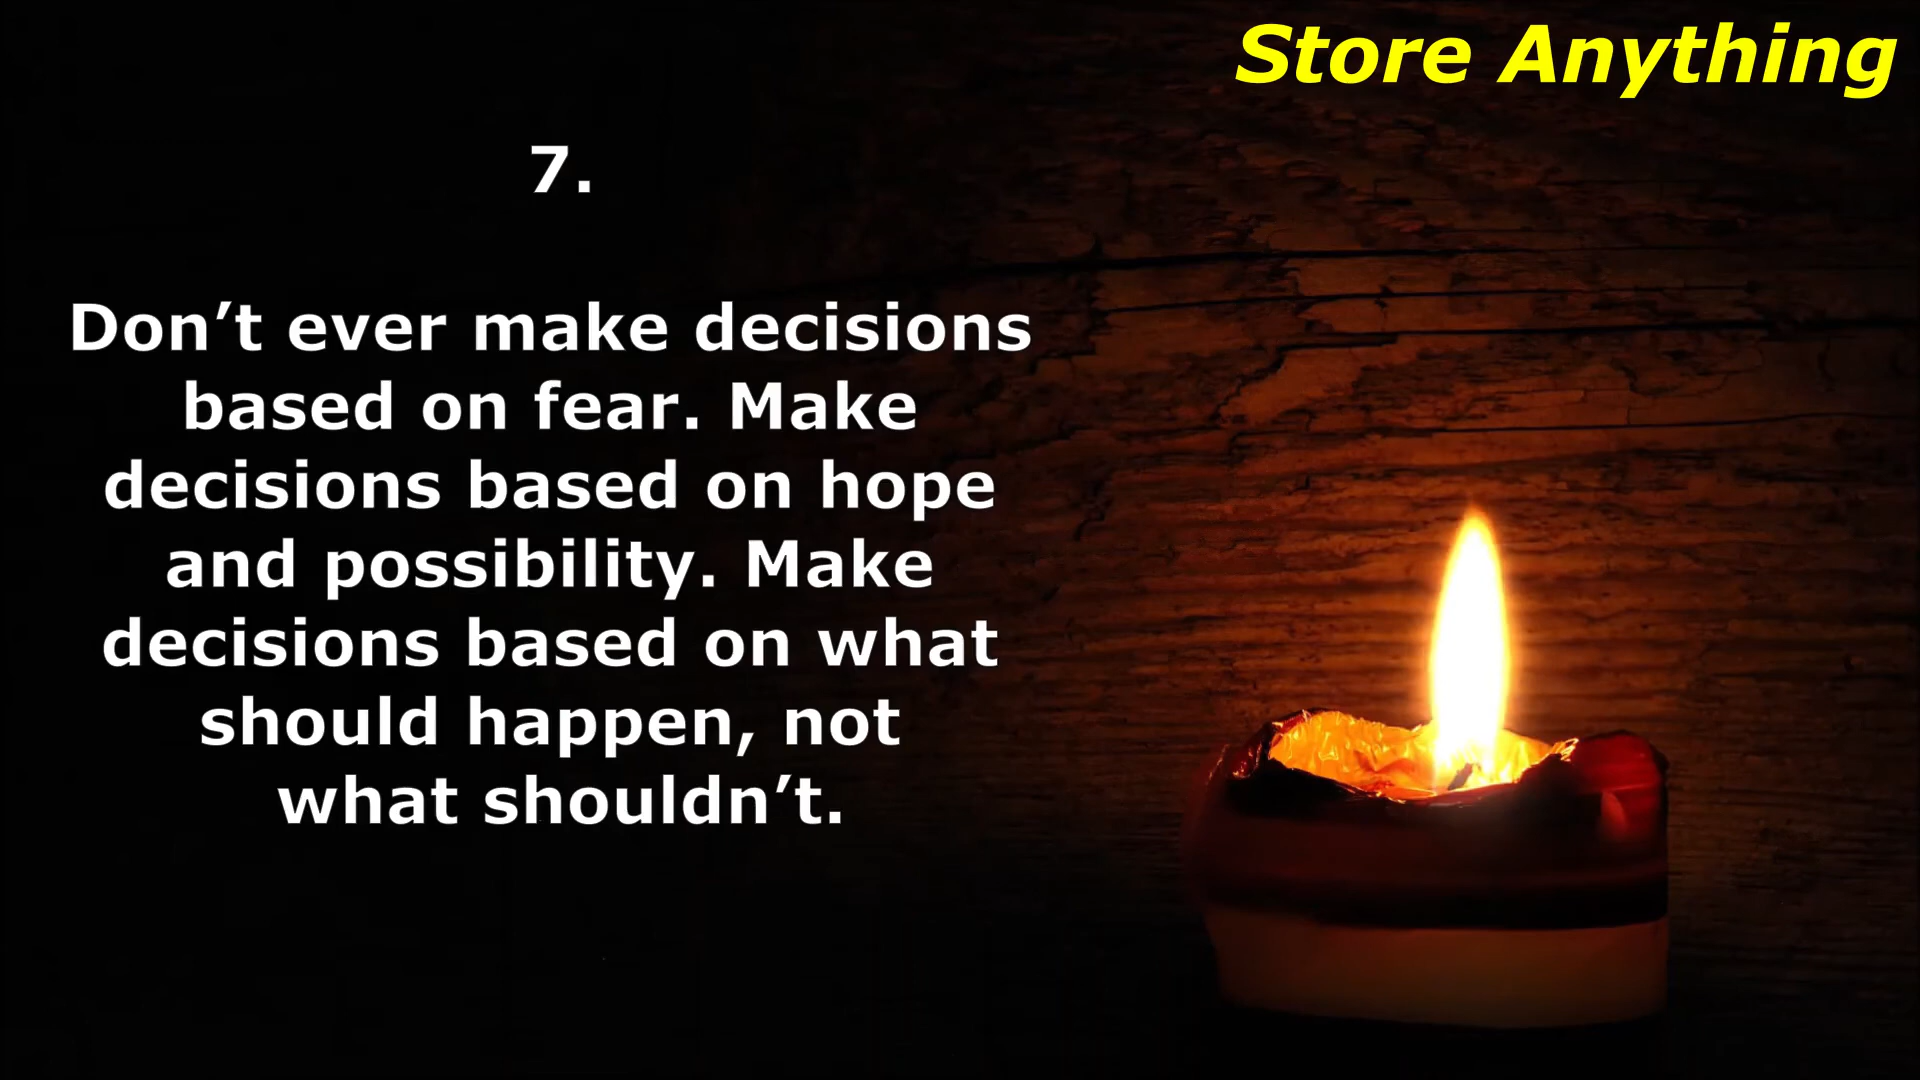 Store Anything
7.
Don’t ever make decisions
based on fear. Make
decisions based on hope
and possibility. Make
decisions based on what
should happen, not
what shouldn’t.